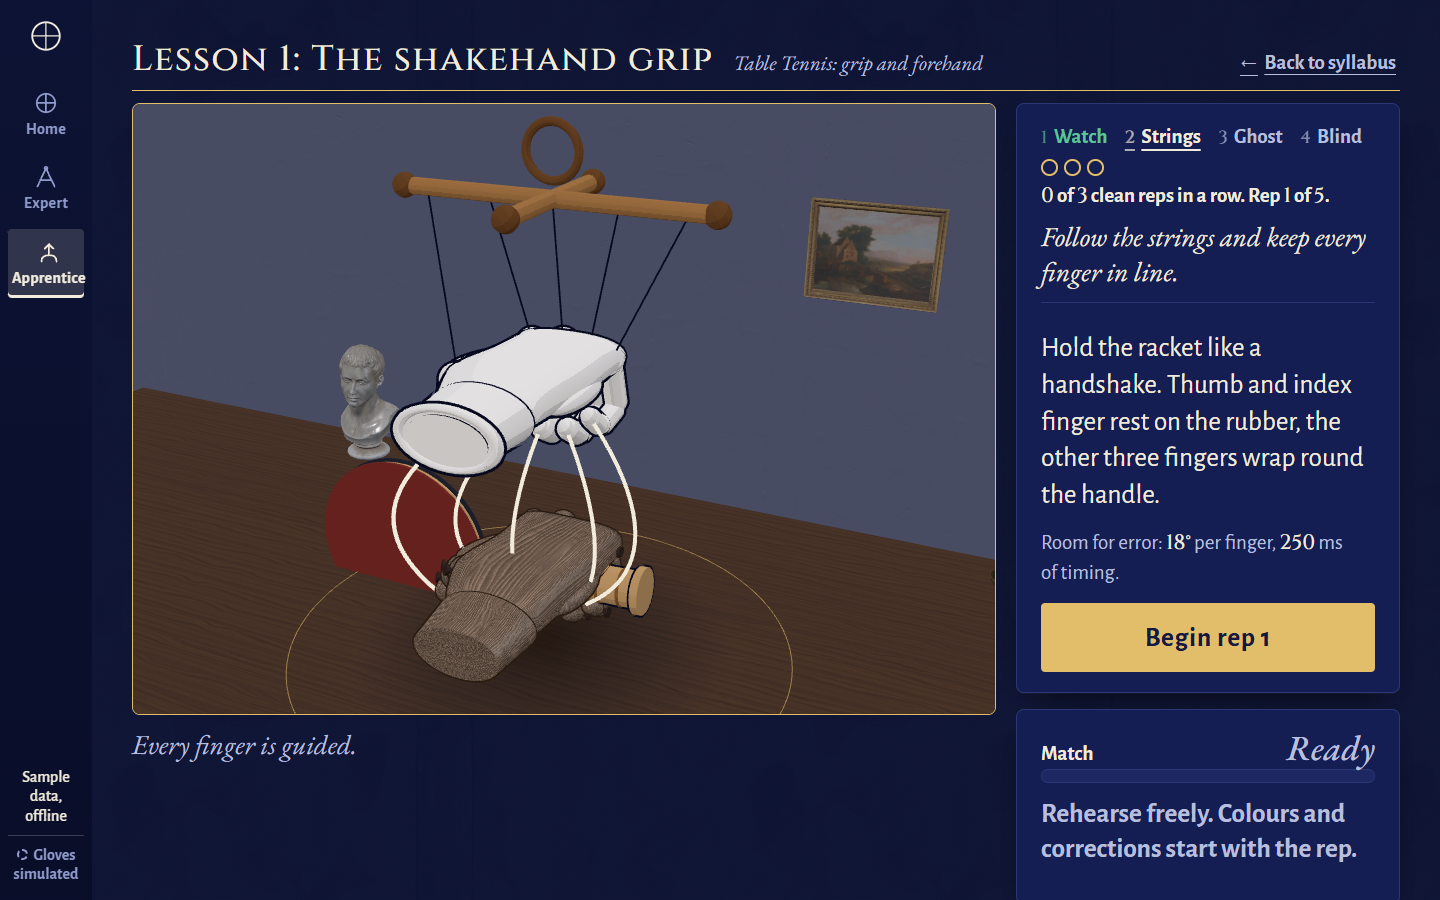 Lesson 1: The shakehand grip
Table Tennis: grip and forehand
← Back to syllabus
Home
Expert
Apprentice
Sample
data,
offline
Gloves
simulated
Every finger is guided.
1 Watch 2 Strings 3 Ghost 4 Blind
0 of 3 clean reps in a row. Rep 1 of 5.
Follow the strings and keep every
finger in line.
Hold the racket like a
handshake. Thumb and index
finger rest on the rubber, the
other three fingers wrap round
the handle.
Room for error: 18° per finger, 250 ms
of timing.
Begin rep 1
Match
Ready
Rehearse freely. Colours and
corrections start with the rep.